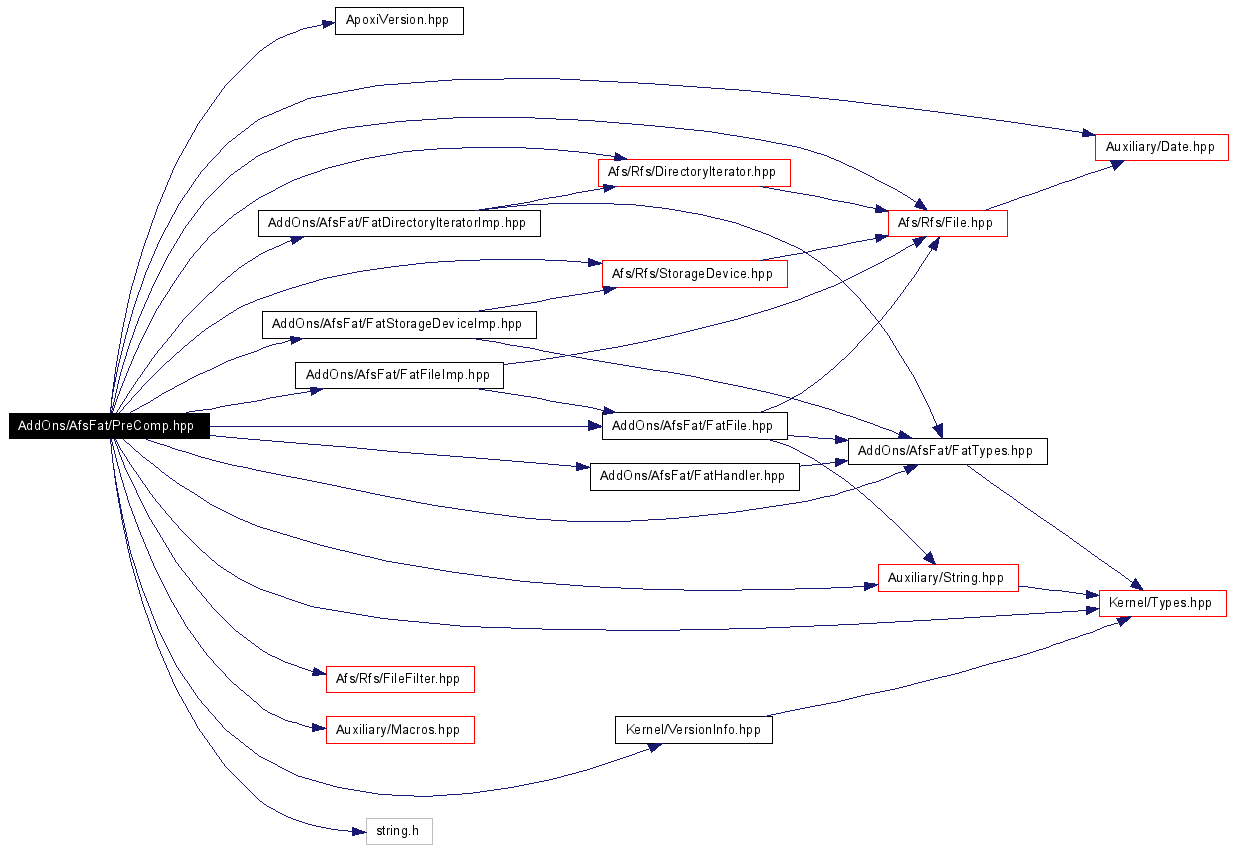 ApoxiVersion.hpp
Auxiliary/Date.hpp
Afs/Rfs/DirectoryIterator.hpp
AddOns/AfsFat/FatDirectoryIteratorImp.hpp
Afs/Rfs/File.hpp
Afs/Rfs/StorageDevice.hpp
AddOns/AfsFat/FatStorageDeviceImp.hpp
AddOns/AfsFat/FatFileImp.hpp
AddOns/AfsFat/PreComp.hpp
AddOns/AfsFat/FatFile.hpp
AddOns/AfsFat/FatTypes.hpp
AddOns/AfsFat/FatHandler.hpp
Auxiliary/String.hpp
Kernel/Types.hpp
Afs/Rfs/FileFilter.hpp
Auxiliary/Macros.hpp
Kernel/VersionInfo.hpp
string.h